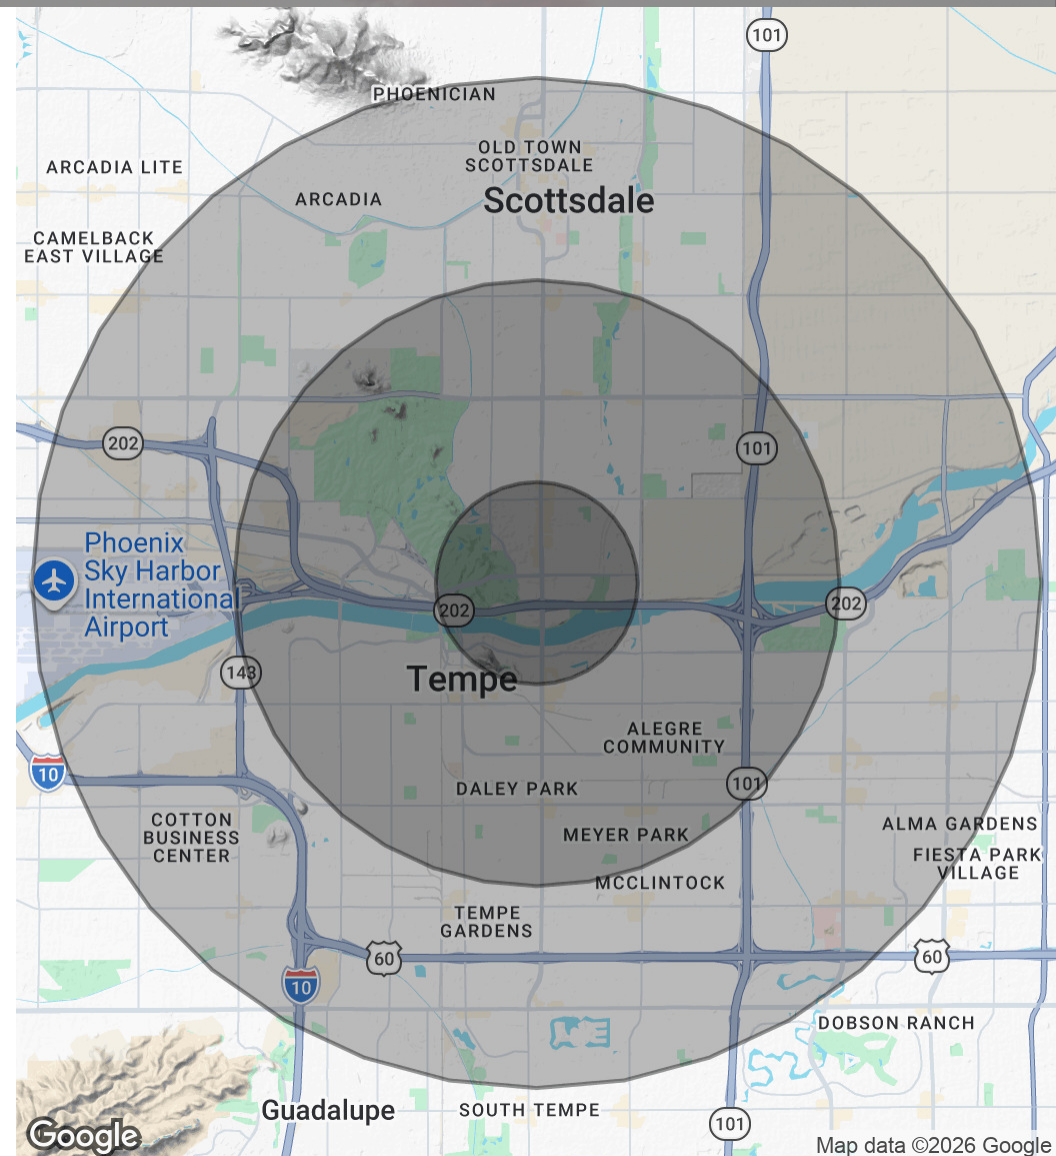 101
PHOENICIAN
OLD TOWN
SCOTTSDALE
ARCADIA LITE
ARCADIA
Scottsdale
CAMELBACK
EAST VILLAGE
202
101
Phoenix
Sky Harbor
International
Airport
202
202
143
Tempe
ALEGRE
COMMUNITY
10
101
DALEY PARK
COTTON
BUSINESS
CENTER
MEYER PARK
ALMA GARDENS
FIESTA PARK
VILLAGE
MCCLINTOCK
TEMPE
GARDENS
60
60
10
DOBSON RANCH
Guadalupe
SOUTH TEMPE
101
Google
Map data ©2026 Google